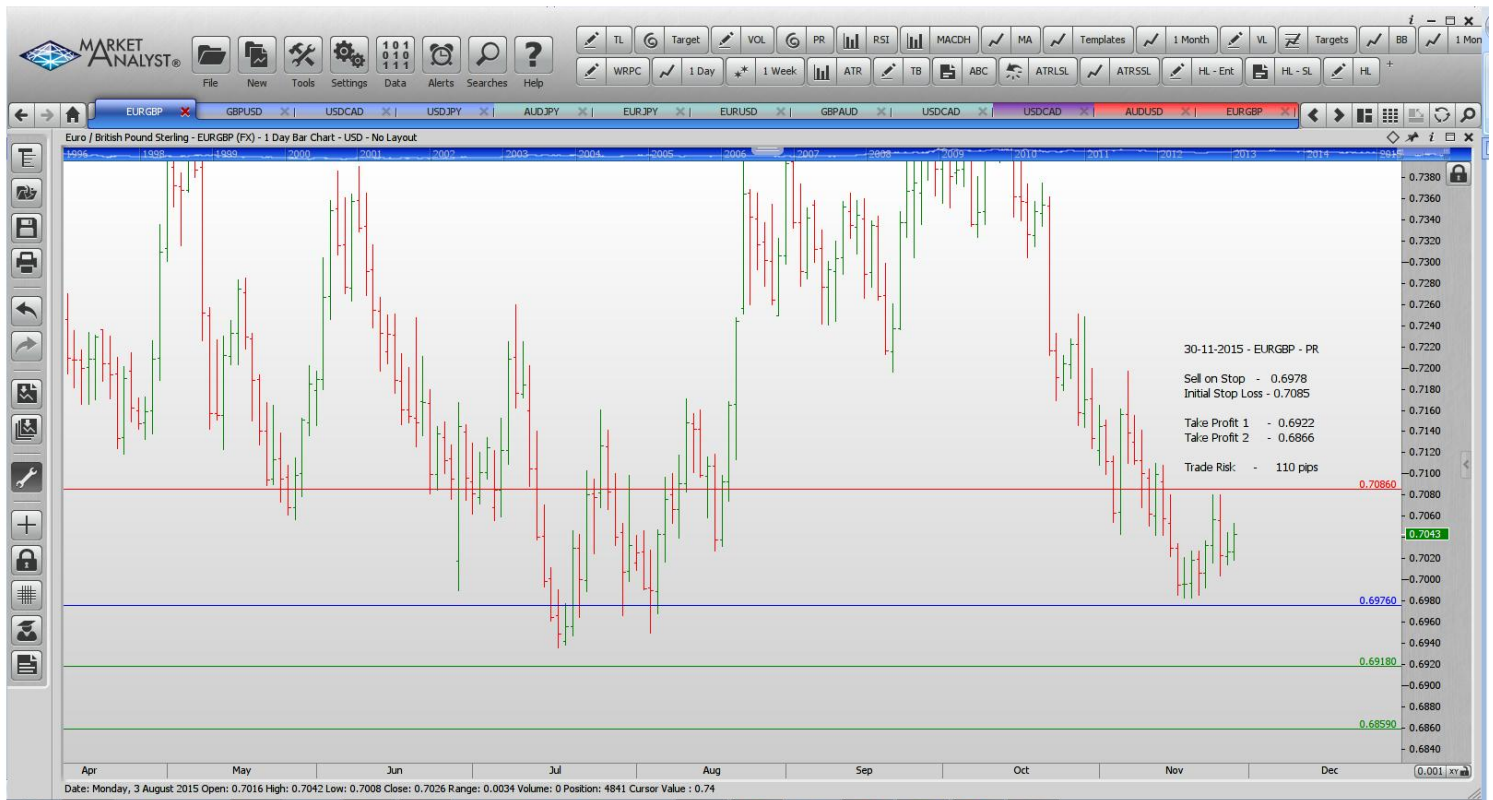 i
MARKET ANALYST®
File New Tools Settings Data Alerts Searches Help
TL Target VOL PR RSI MACDH MA Templates 1 Month VL Targets BB 1 Mon
WRPC 1 Day 1 Week ATR TB ABC ATRLSL ATRSSL HL - Ent HL - SL HL +
EURGBP GBPUSD USDCAD USDJPY AUDJPY EURJPY EURUSD GBPAUD USDCAD USDCAD AUDUSD EURGBP
Euro / British Pound Sterling - EURGBP (FX) - 1 Day Bar Chart - USD - No Layout
1996 1998 1999 2000 2001 2002 2003 2004 2005 2006 2007 2008 2009 2010 2011 2012 2013 2014 2015
0.7380
0.7360
0.7340
0.7320
0.7300
0.7280
0.7260
0.7240
0.7220
0.7200
0.7180
0.7160
0.7140
0.7120
0.7100
0.7080
0.7060
0.7043
0.7020
0.7000
0.6980
0.6960
0.6940
0.6920
0.6900
0.6880
0.6860
0.6840
30-11-2015 - EURGBP - PR
Sell on Stop - 0.6978
Initial Stop Loss - 0.7085
Take Profit 1 - 0.6922
Take Profit 2 - 0.6866
Trade Risk - 110 pips
0.70860
0.69760
0.69180
0.68590
Apr May Jun Jul Aug Sep Oct Nov Dec
0.001 XY
Date: Monday, 3 August 2015 Open: 0.7016 High: 0.7042 Low: 0.7008 Close: 0.7026 Range: 0.0034 Volume: 0 Position: 4841 Cursor Value : 0.74